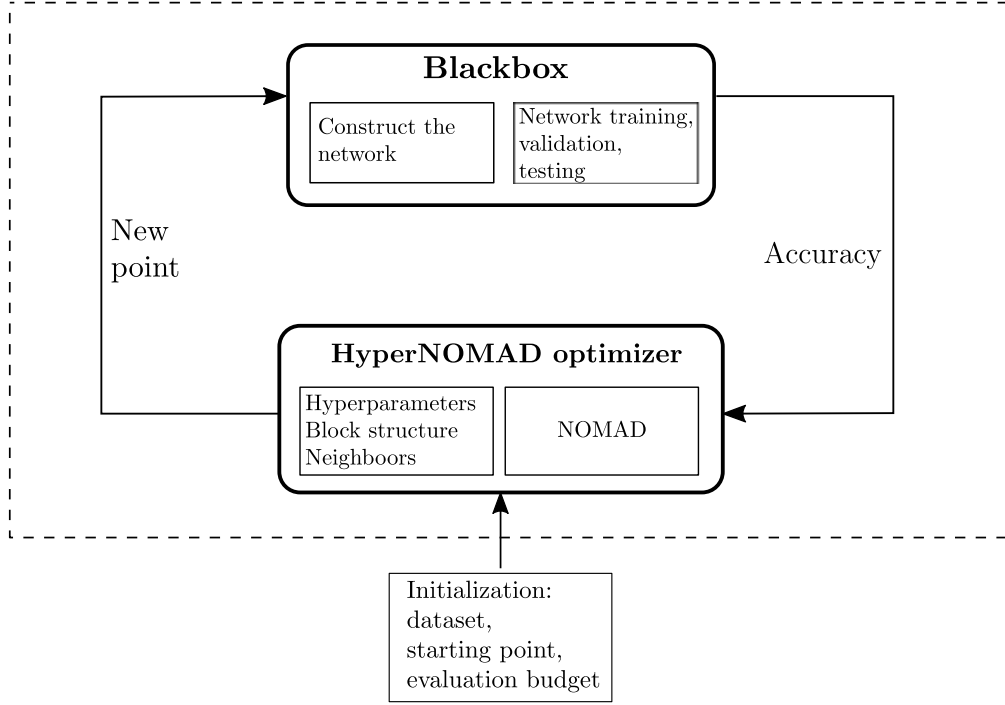 Blackbox
Construct the
network
Network training,
validation,
testing
New
point
Accuracy
HyperNOMAD optimizer
Hyperparameters
Block structure
Neighboors
NOMAD
Initialization:
dataset,
starting point,
evaluation budget